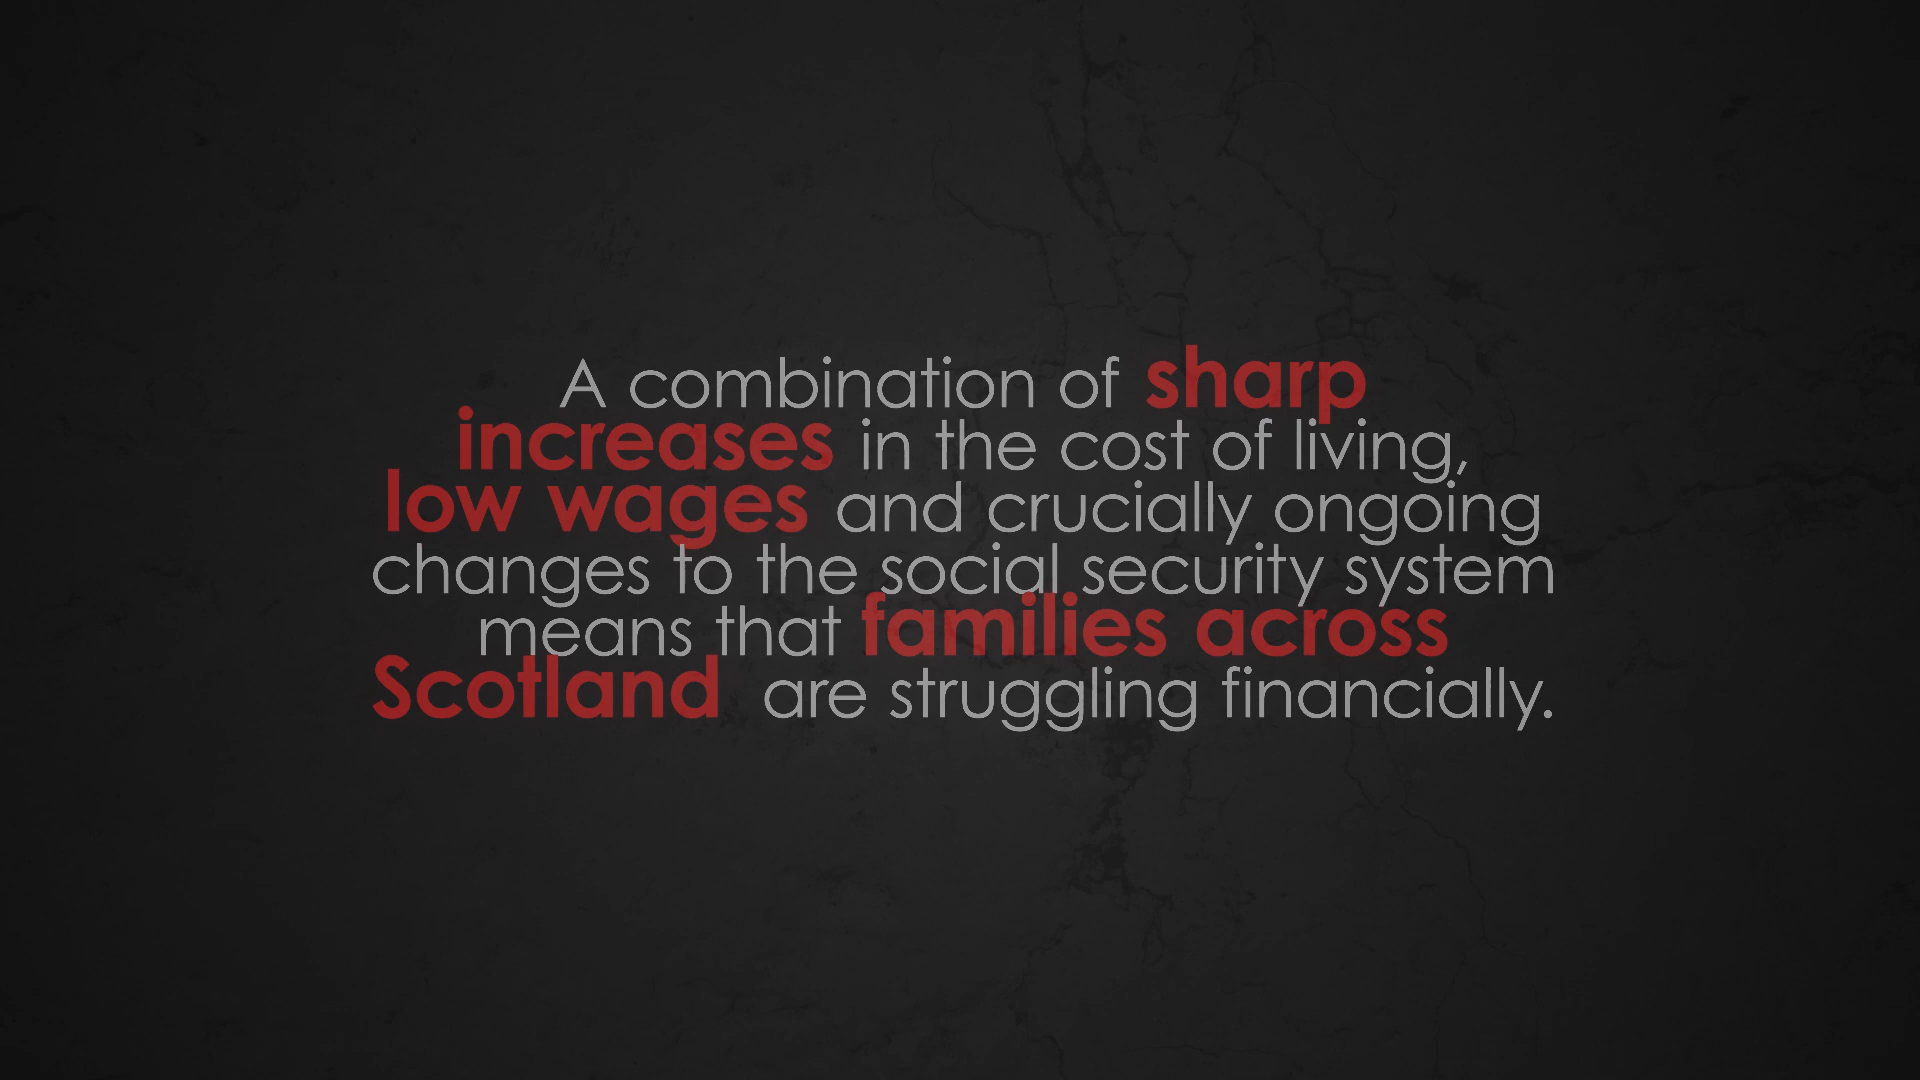 A combination of sharp
increases in the cost of living,
low wages and crucially ongoing
changes to the social security system
means that families across
Scotland are struggling financially.